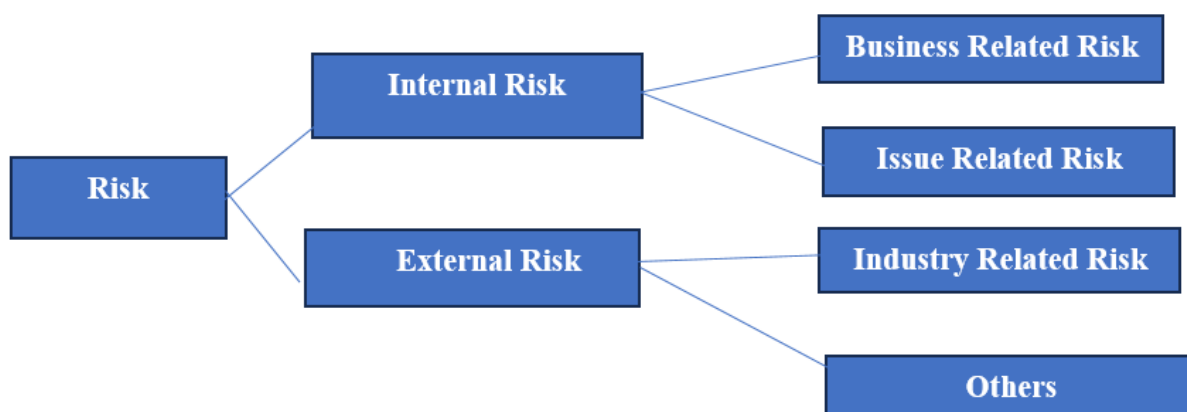 Risk
Internal Risk
External Risk
Business Related Risk
Issue Related Risk
Industry Related Risk
Others